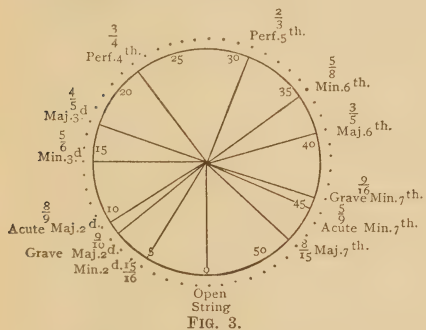 2/3
Perf.5th.
3/4
Perf.4th.
25
30
5/8
Min.6th.
35
20
4/5
Maj.3d
3/5
Maj.6th.
40
5/6
Min.3d
15
9/16
Grave Min.7th.
5/9
Acute Min.7th.
45
10
8/9
Acute Maj.2d.
9/10
Grave Maj.2d.
Min.2d. 15/16
5
0
50
8/15 Maj.7th.
Open
String
FIG. 3.